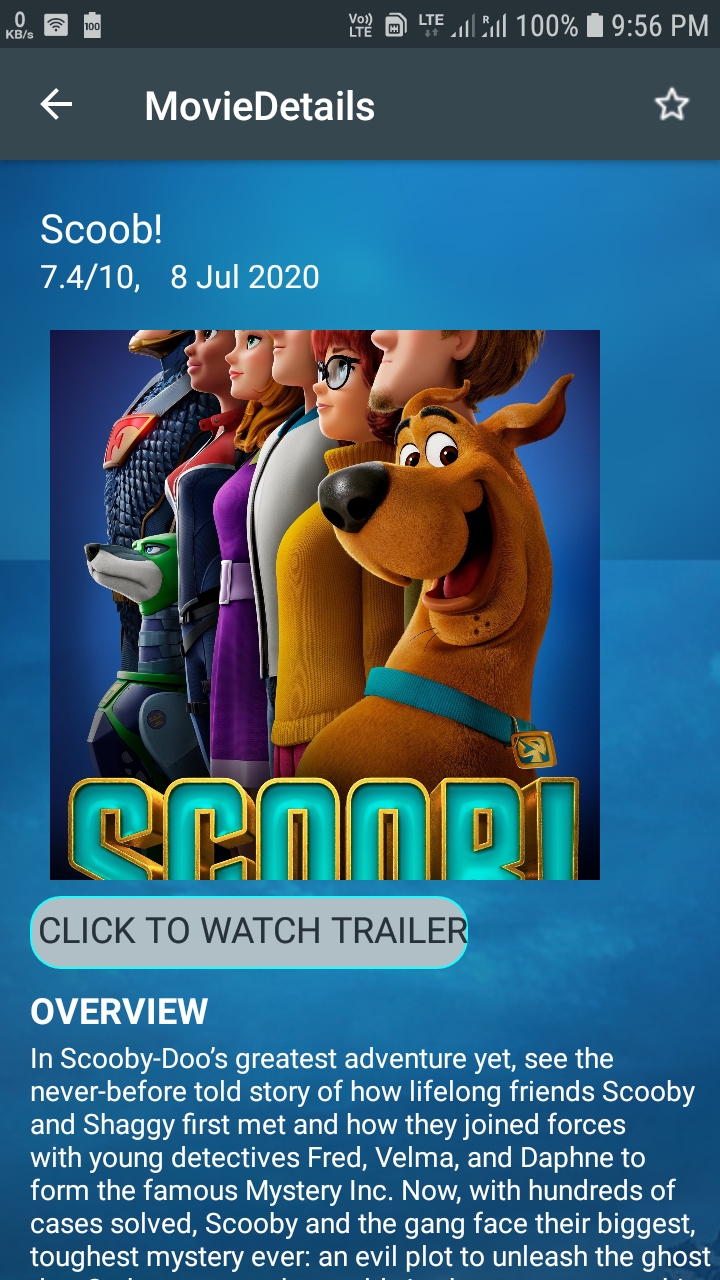 0
KB/s
100
Vo))
LTE
LTE
R
100%
9:56 PM
MovieDetails
Scoob!
7.4/10, 8 Jul 2020
SCOOB!
CLICK TO WATCH TRAILER
OVERVIEW
In Scooby-Doo’s greatest adventure yet, see the
never-before told story of how lifelong friends Scooby
and Shaggy first met and how they joined forces
with young detectives Fred, Velma, and Daphne to
form the famous Mystery Inc. Now, with hundreds of
cases solved, Scooby and the gang face their biggest,
toughest mystery ever: an evil plot to unleash the ghost